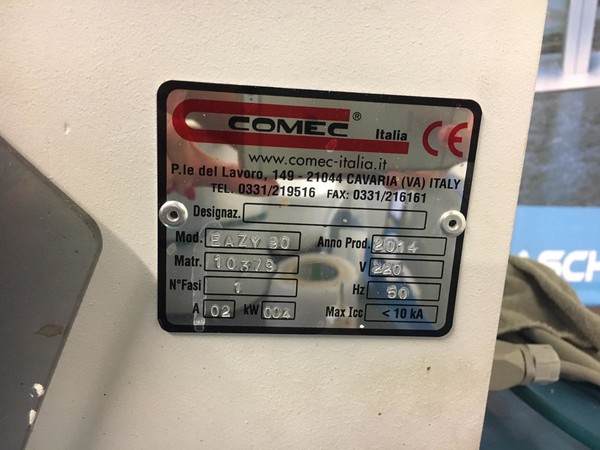 COMEC® Italia CE
www.comec-italia.it
P.le del Lavoro, 149 - 21044 CAVARIA (VA) ITALY
TEL. 0331/219516 FAX: 0331/216161
Designaz.
Mod. EAZY Anno Prod. 2014
Matr. 10379 V 220
N°Fasi 1 Hz
A 02 kW 004 Max Icc < 10 kA
ASCH